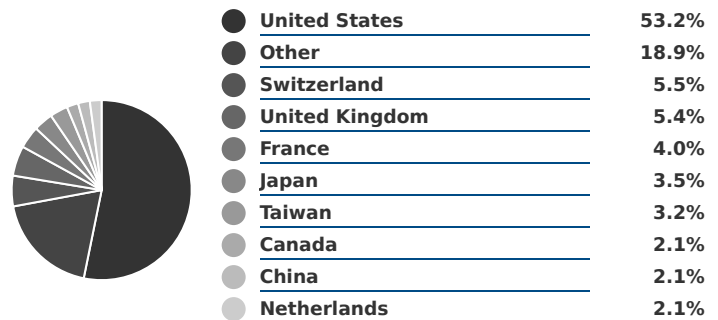 United States 53.2%
Other 18.9%
Switzerland 5.5%
United Kingdom 5.4%
France 4.0%
Japan 3.5%
Taiwan 3.2%
Canada 2.1%
China 2.1%
Netherlands 2.1%